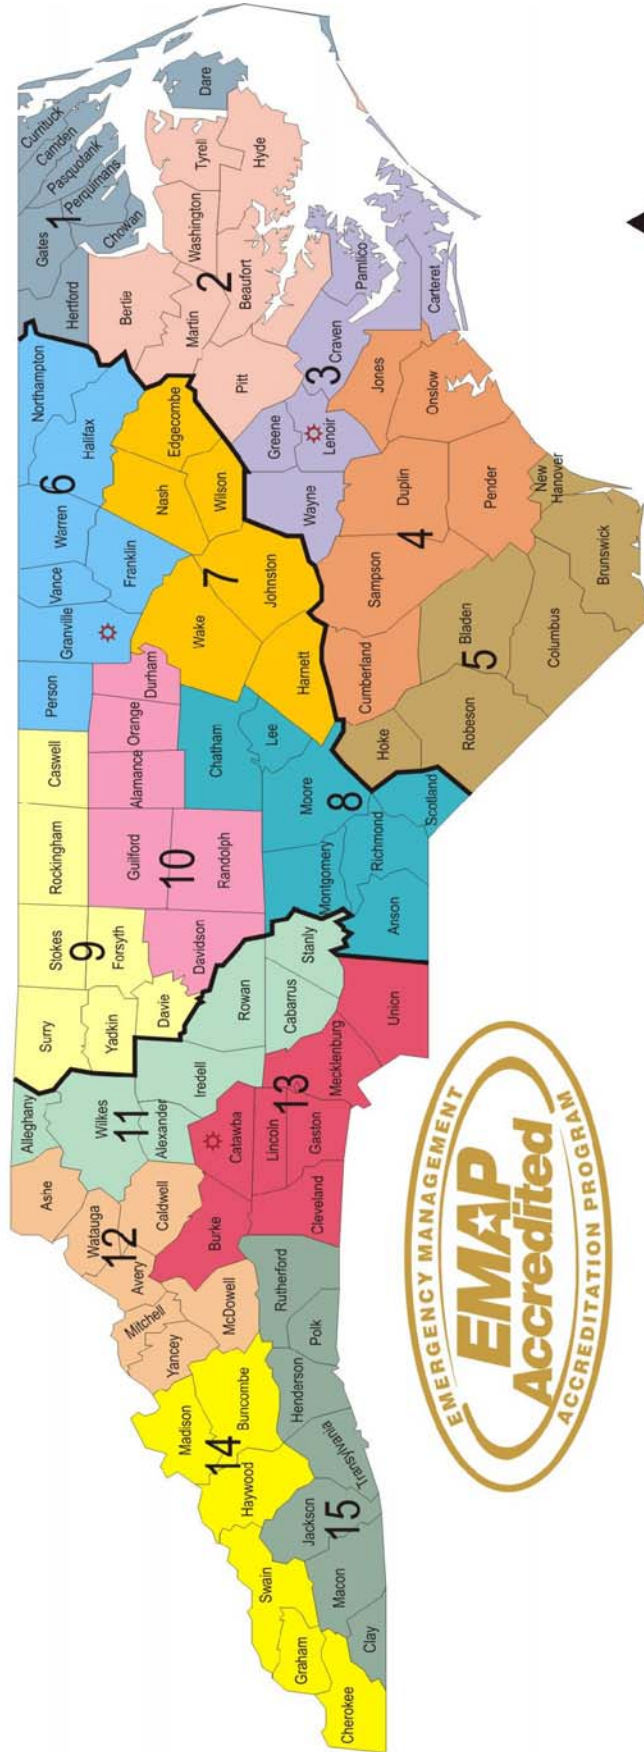 Alleghany
Surry
Stokes
Rockingham
Caswell
Person
Granville
Vance
Warren
Northampton
Hertford
Gates
Currituck
Camden
Pasquotank
Perquimans
Chowan
1
6
9
Ashe
Wilkes
Yadkin
Forsyth
Guilford
Alamance
Orange
Durham
Franklin
Halifax
Bertie
Watauga
12
11
Avery
Mitchell
Yancey
Caldwell
Alexander
Iredell
Davie
Davidson
10
Randolph
Chatham
Wake
7
Nash
Edgecombe
Martin
Washington
Tyrell
Dare
Madison
Buncombe
McDowell
Burke
Catawba
Rowan
Wilson
Pitt
2
Beaufort
Hyde
Swain
Haywood
14
Rutherford
Cleveland
Lincoln
13
Gaston
Cabarrus
Stanly
Montgomery
Moore
Lee
Harnett
Johnston
Wayne
Greene
Lenoir
3
Craven
Pamlico
Graham
Cherokee
Clay
Macon
Jackson
15
Transylvania
Henderson
Polk
Mecklenburg
Union
Anson
Richmond
8
Scotland
Hoke
Cumberland
Sampson
4
Duplin
Jones
Onslow
Carteret
Robeson
5
Bladen
Pender
New
Hanover
Columbus
Brunswick
EMERGENCY MANAGEMENT
EMAP
Accredited
ACCREDITATION PROGRAM